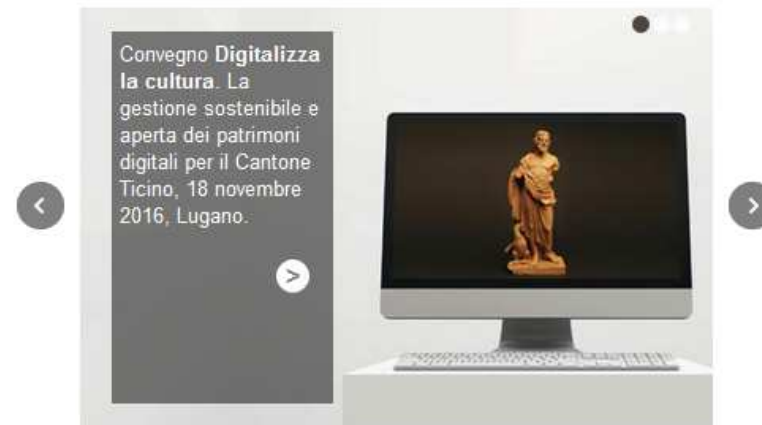 Convegno Digitalizza
la cultura. La
gestione sostenibile e
aperta dei patrimoni
digitali per il Cantone
Ticino, 18 novembre
2016, Lugano.